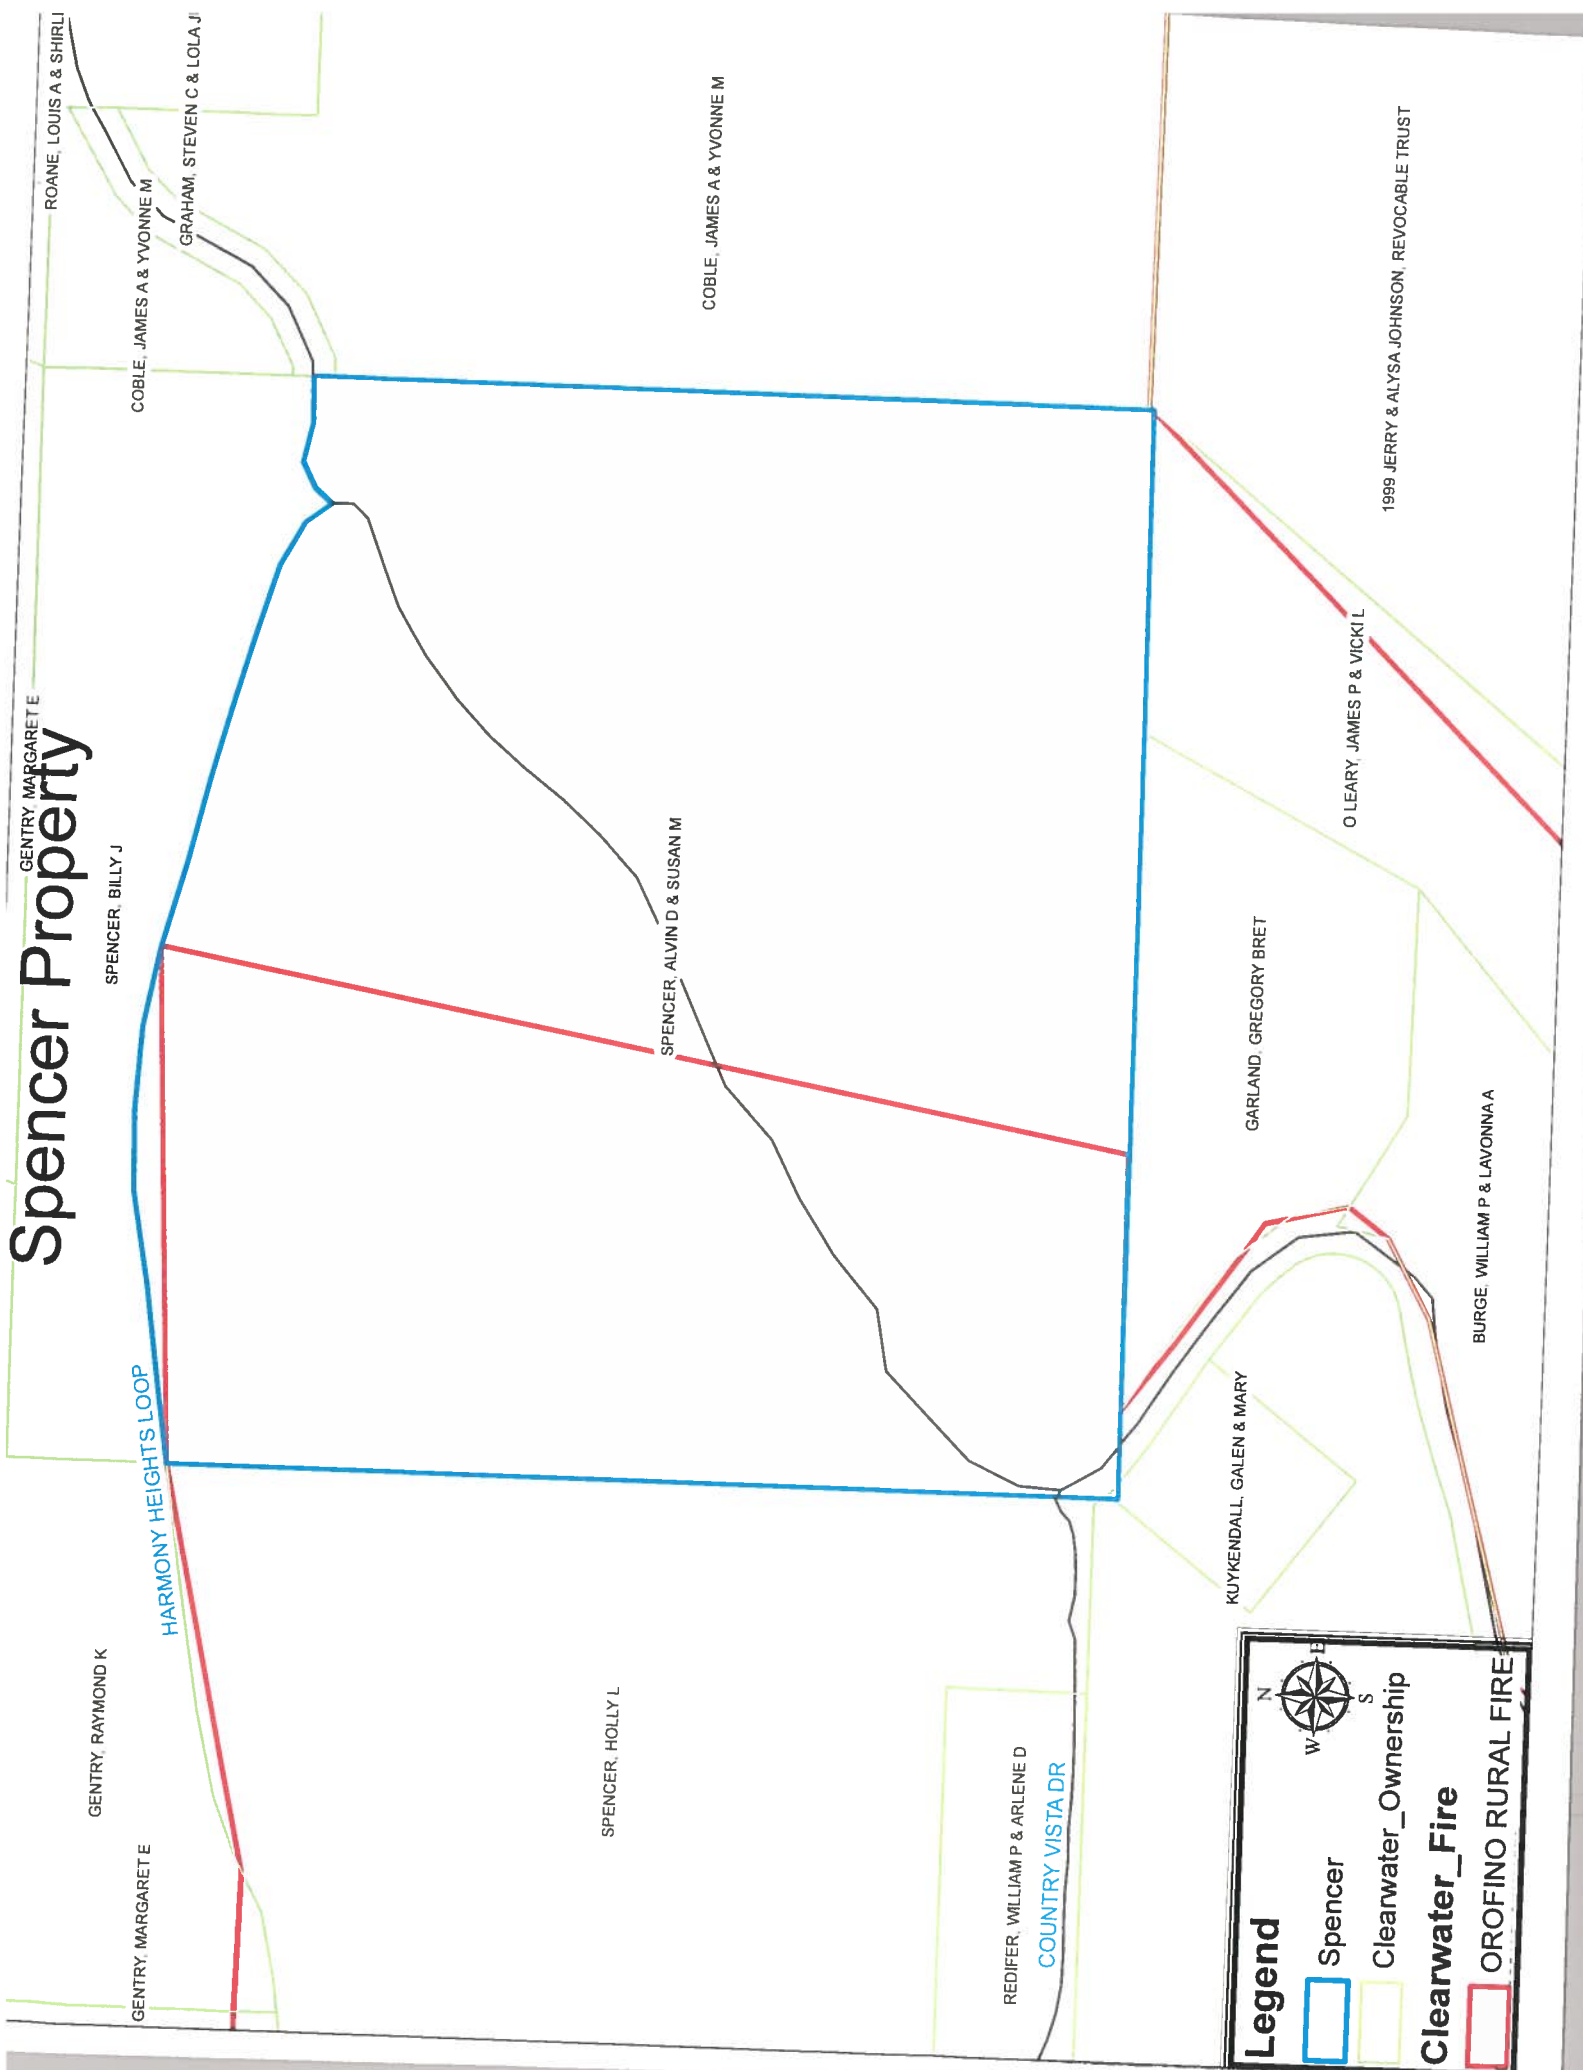 Spencer Property
GENTRY, MARGARET E
ROANE, LOUIS A & SHIRLI
SPENCER, BILLY J
COBLE, JAMES A & YVONNE M
GRAHAM, STEVEN C & LOLA J
GENTRY, MARGARET E
GENTRY, RAYMOND K
HARMONY HEIGHTS LOOP
SPENCER, HOLLY L
SPENCER, ALVIN D & SUSAN M
COBLE, JAMES A & YVONNE M
REDIFER, WILLIAM P & ARLENE D
COUNTRY VISTA DR
KUYKENDALL, GALEN & MARY
GARLAND, GREGORY BRET
O LEARY, JAMES P & VICKI L
1999 JERRY & ALYSA JOHNSON, REVOCABLE TRUST
BURGE, WILLIAM P & LAVONNA A
Legend
N
W
E
S
Spencer
Clearwater_Ownership
Clearwater_Fire
OROFINO RURAL FIRE